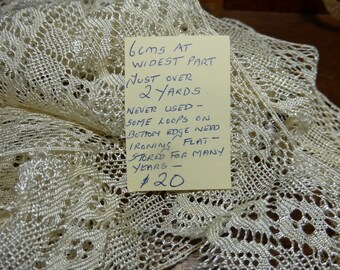 6cms AT
WIDEST PART
JUST OVER
2 YARDS
NEVER USED -
SOME LOOPS ON
BOTTOM EDGE NEED
IRONING FLAT -
STORED FOR MANY
YEARS -
$20